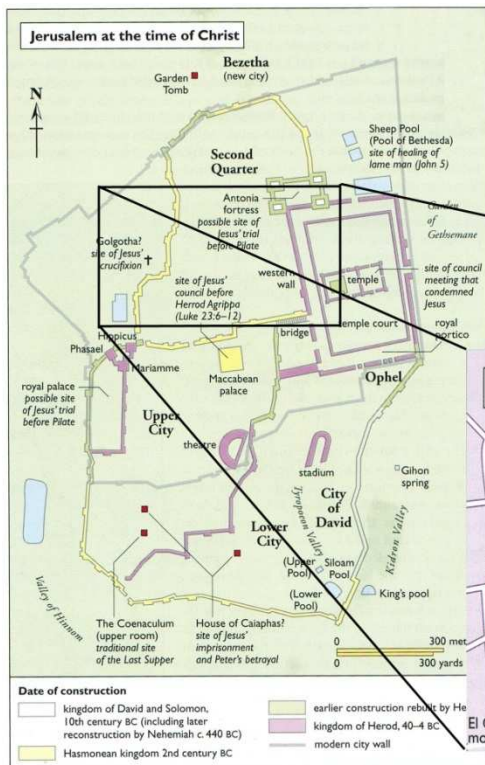 Jerusalem at the time of Christ
Bezetha
(new city)
Garden
Tomb
N
Sheep Pool
(Pool of Bethesda)
site of healing of
lame man (John 5)
Second
Quarter
Antonia
fortress
possible site of
Jesus' trial
before Pilate
Garden
of
Gethsemane
Golgotha?
site of Jesus'
crucifixion
western
wall
temple
site of council
meeting that
condemned
Jesus
site of Jesus'
council before
Herrod Agrippa
(Luke 23:6–12)
temple court
royal
portico
bridge
Hippicus
Phasael
Mariamme
Maccabean
palace
Ophel
royal palace
possible site
of Jesus' trial
before Pilate
Upper
City
theatre
stadium
Gihon
spring
City
of David
Tyropoeon Valley
Kidron Valley
Lower
City
(Upper
Pool)
Siloam
Pool
(Lower
Pool)
King's pool
Valley of Hinnom
The Coenaculum
(upper room)
traditional site
of the Last Supper
House of Caiaphas?
site of Jesus'
imprisonment
and Peter's betrayal
0 300 met
0 300 yards
Date of construction
kingdom of David and Solomon,
10th century BC (including later
reconstruction by Nehemiah c. 440 BC)
Hasmonean kingdom 2nd century BC
earlier construction rebuilt by He
kingdom of Herod, 40–4 BC
modern city wall
El
mo